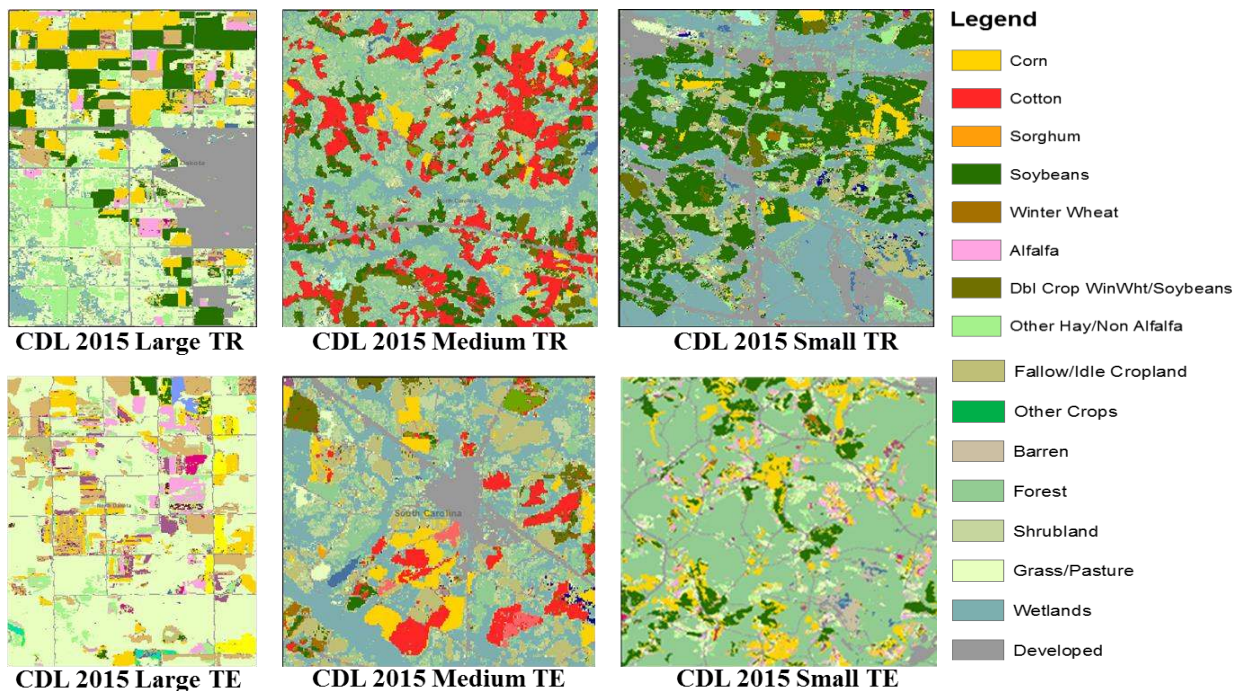 CDL 2015 Large TR
CDL 2015 Medium TR
CDL 2015 Small TR
CDL 2015 Large TE
South Carolina
CDL 2015 Medium TE
CDL 2015 Small TE
Legend
Corn
Cotton
Sorghum
Soybeans
Winter Wheat
Alfalfa
Dbl Crop WinWht/Soybeans
Other Hay/Non Alfalfa
Fallow/Idle Cropland
Other Crops
Barren
Forest
Shrubland
Grass/Pasture
Wetlands
Developed